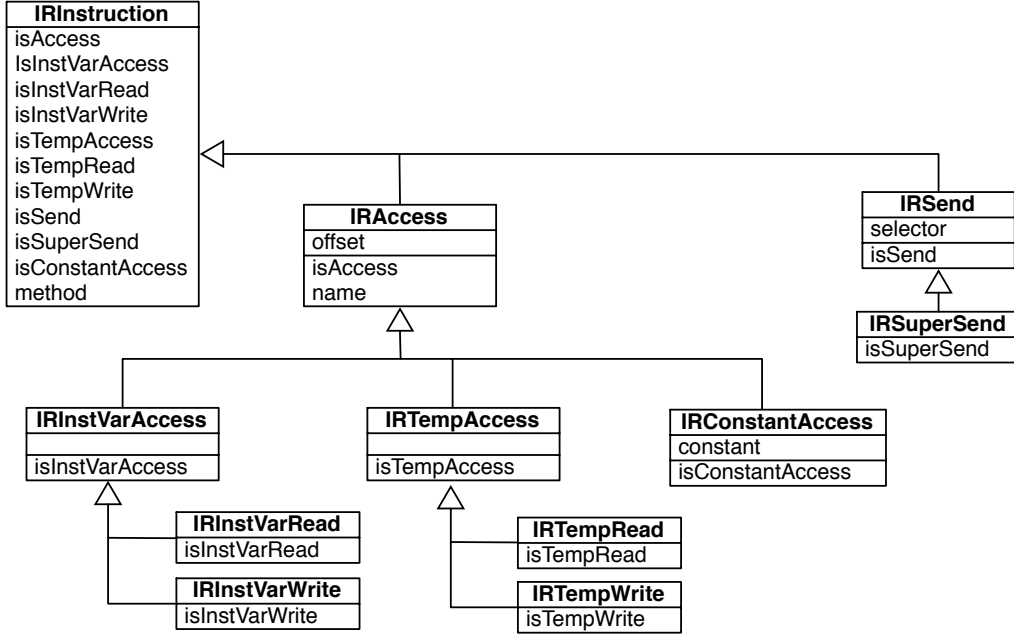 IRInstruction
isAccess
IsInstVarAccess
isInstVarRead
isInstVarWrite
isTempAccess
isTempRead
isTempWrite
isSend
isSuperSend
isConstantAccess
method
IRAccess
offset
isAccess
name
IRSend
selector
isSend
IRSuperSend
isSuperSend
IRInstVarAccess
isInstVarAccess
IRTempAccess
isTempAccess
IRConstantAccess
constant
isConstantAccess
IRInstVarRead
isInstVarRead
IRInstVarWrite
isInstVarWrite
IRTempRead
isTempRead
IRTempWrite
isTempWrite